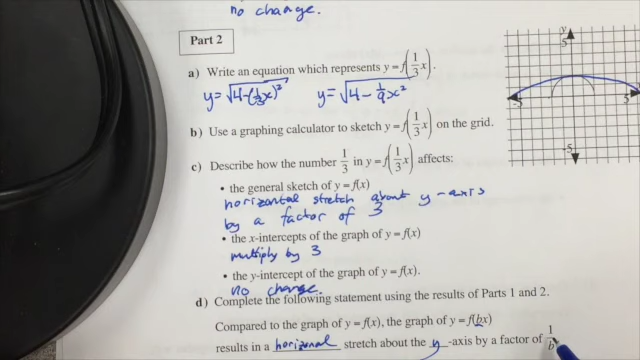 no change.
Part 2
a) Write an equation which represents y = f(1/3 x).
y = √4-(1/3 x)²   y = √4 - 1/9 x²
b) Use a graphing calculator to sketch y = f(1/3 x) on the grid.
c) Describe how the number 1/3 in y = f(1/3 x) affects:
• the general sketch of y = f(x)
horizontal stretch about y-axis
by a factor of 3
• the x-intercepts of the graph of y = f(x)
multiply by 3
• the y-intercept of the graph of y = f(x).
no change.
d) Complete the following statement using the results of Parts 1 and 2.
Compared to the graph of y = f(x), the graph of y = f(bx)
results in a horizonal stretch about the y -axis by a factor of 1/b
y
5
-5
5
-5